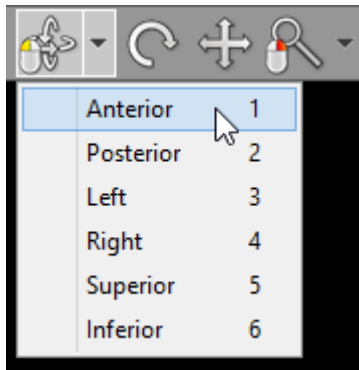 Anterior 1
Posterior 2
Left 3
Right 4
Superior 5
Inferior 6